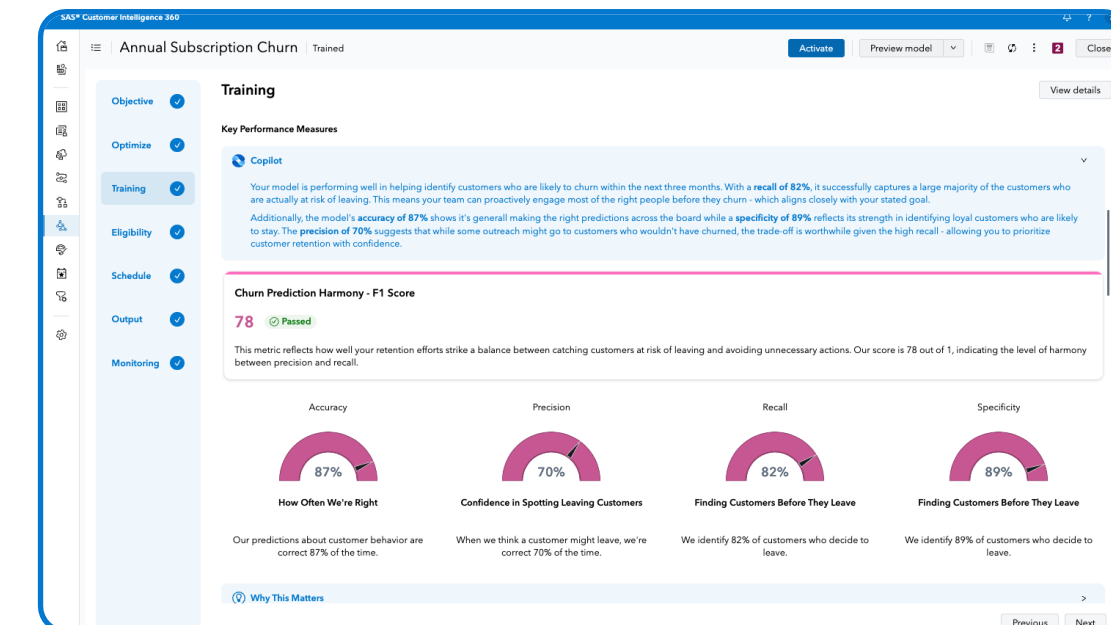 SAS® Customer Intelligence 360
?
Annual Subscription Churn
Trained
Activate
Preview model
2
Close
Objective
Optimize
Training
Eligibility
Schedule
Output
Monitoring
Training
View details
Key Performance Measures
Copilot
Your model is performing well in helping identify customers who are likely to churn within the next three months. With a recall of 82%, it successfully captures a large majority of the customers who
are actually at risk of leaving. This means your team can proactively engage most of the right people before they churn - which aligns closely with your stated goal.
Additionally, the model's accuracy of 87% shows it's generall making the right predictions across the board while a specificity of 89% reflects its strength in identifying loyal customers who are likely
to stay. The precision of 70% suggests that while some outreach might go to customers who wouldn't have churned, the trade-off is worthwhile given the high recall - allowing you to prioritize
customer retention with confidence.
Churn Prediction Harmony - F1 Score
78 Passed
This metric reflects how well your retention efforts strike a balance between catching customers at risk of leaving and avoiding unnecessary actions. Our score is 78 out of 1, indicating the level of harmony
between precision and recall.
Accuracy
87%
How Often We're Right
Our predictions about customer behavior are
correct 87% of the time.
Precision
70%
Confidence in Spotting Leaving Customers
When we think a customer might leave, we're
correct 70% of the time.
Recall
82%
Finding Customers Before They Leave
We identify 82% of customers who decide to
leave.
Specificity
89%
Finding Customers Before They Leave
We identify 89% of customers who decide to
leave.
Why This Matters
Previous
Next